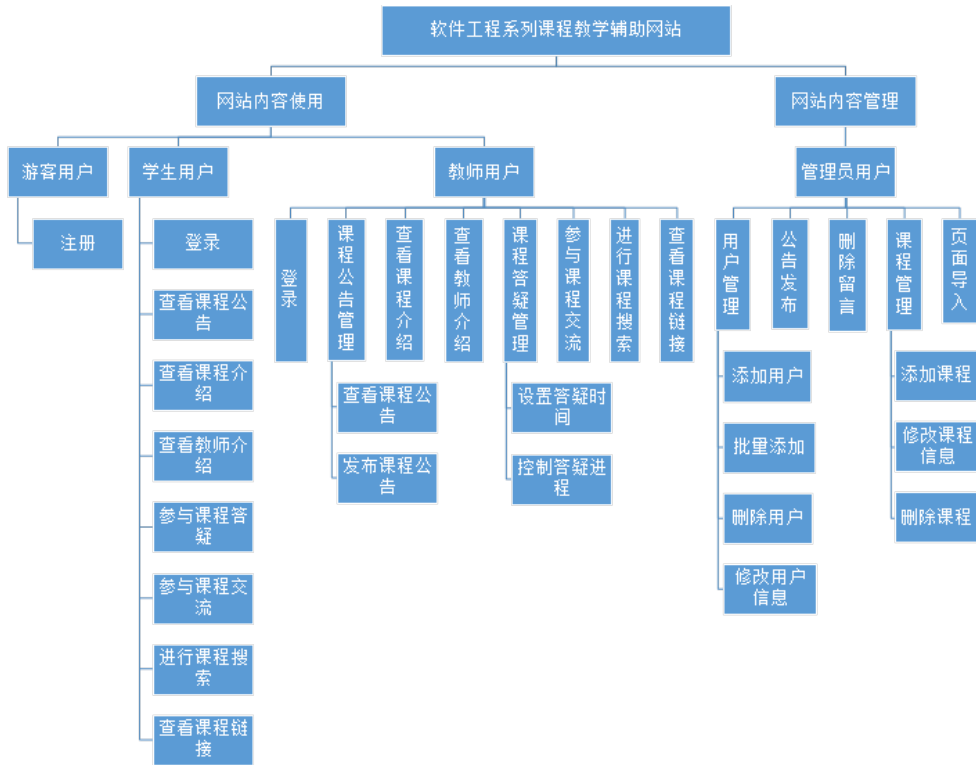 软件工程系列课程教学辅助网站
网站内容使用
网站内容管理
游客用户
学生用户
教师用户
管理员用户
注册
登录
查看课程公
告
查看课程介
绍
查看教师介
绍
参与课程答
疑
参与课程交
流
进行课程搜
索
查看课程链
接
登录
课程公告管理
查看课程介绍
查看教师介绍
课程答疑管理
参与课程交流
进行课程搜索
查看课程链接
查看课程公
告
发布课程公
告
设置答疑时
间
控制答疑进
程
用户管理
公告发布
删除留言
课程管理
页面导入
添加用户
批量添加
删除用户
修改用户
信息
添加课程
修改课程
信息
删除课程